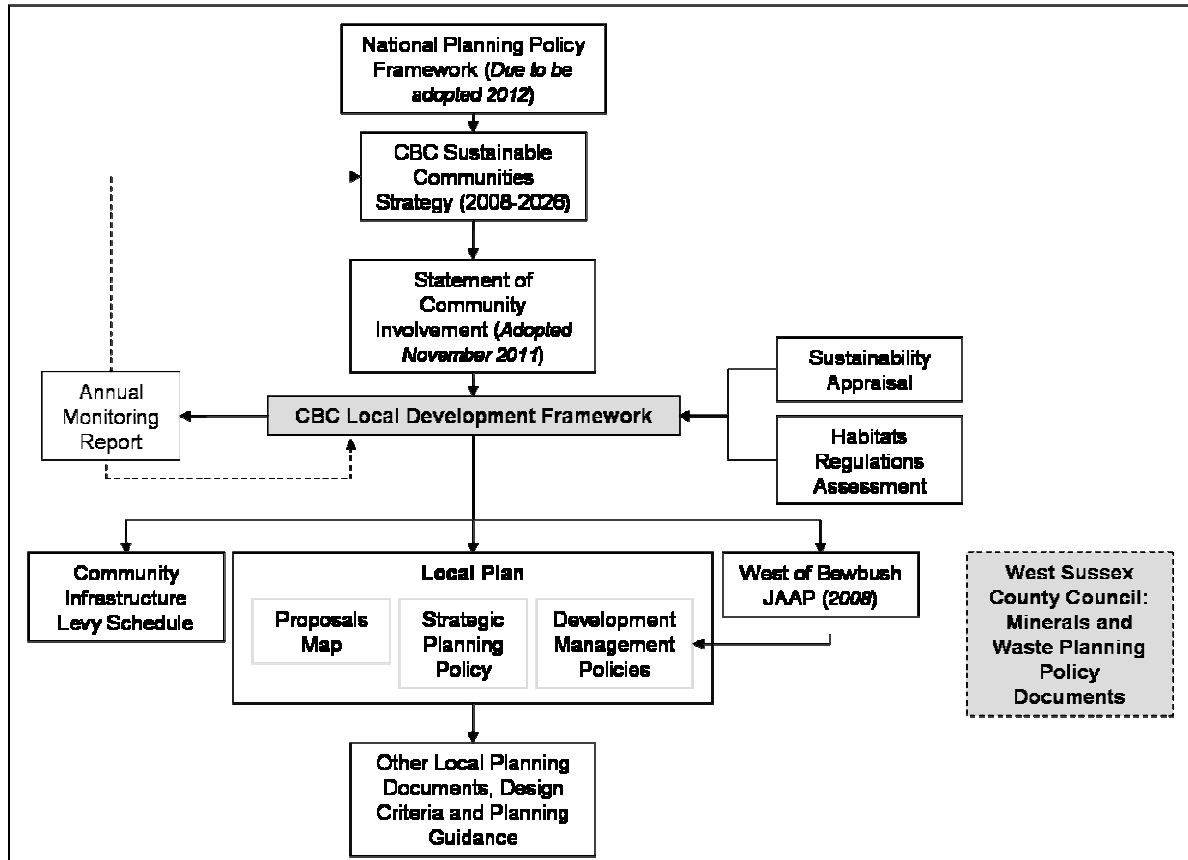 National Planning Policy
Framework (Due to be
adopted 2012)
CBC Sustainable
Communities
Strategy (2008-2026)
Statement of
Community
Involvement (Adopted
November 2011)
Sustainability
Appraisal
Annual
Monitoring
Report
CBC Local Development Framework
Habitats
Regulations
Assessment
Community
Infrastructure
Levy Schedule
Local Plan
Proposals
Map
Strategic
Planning
Policy
Development
Management
Policies
West of Bewbush
JAAP (2008)
West Sussex
County Council:
Minerals and
Waste Planning
Policy
Documents
Other Local Planning
Documents, Design
Criteria and Planning
Guidance